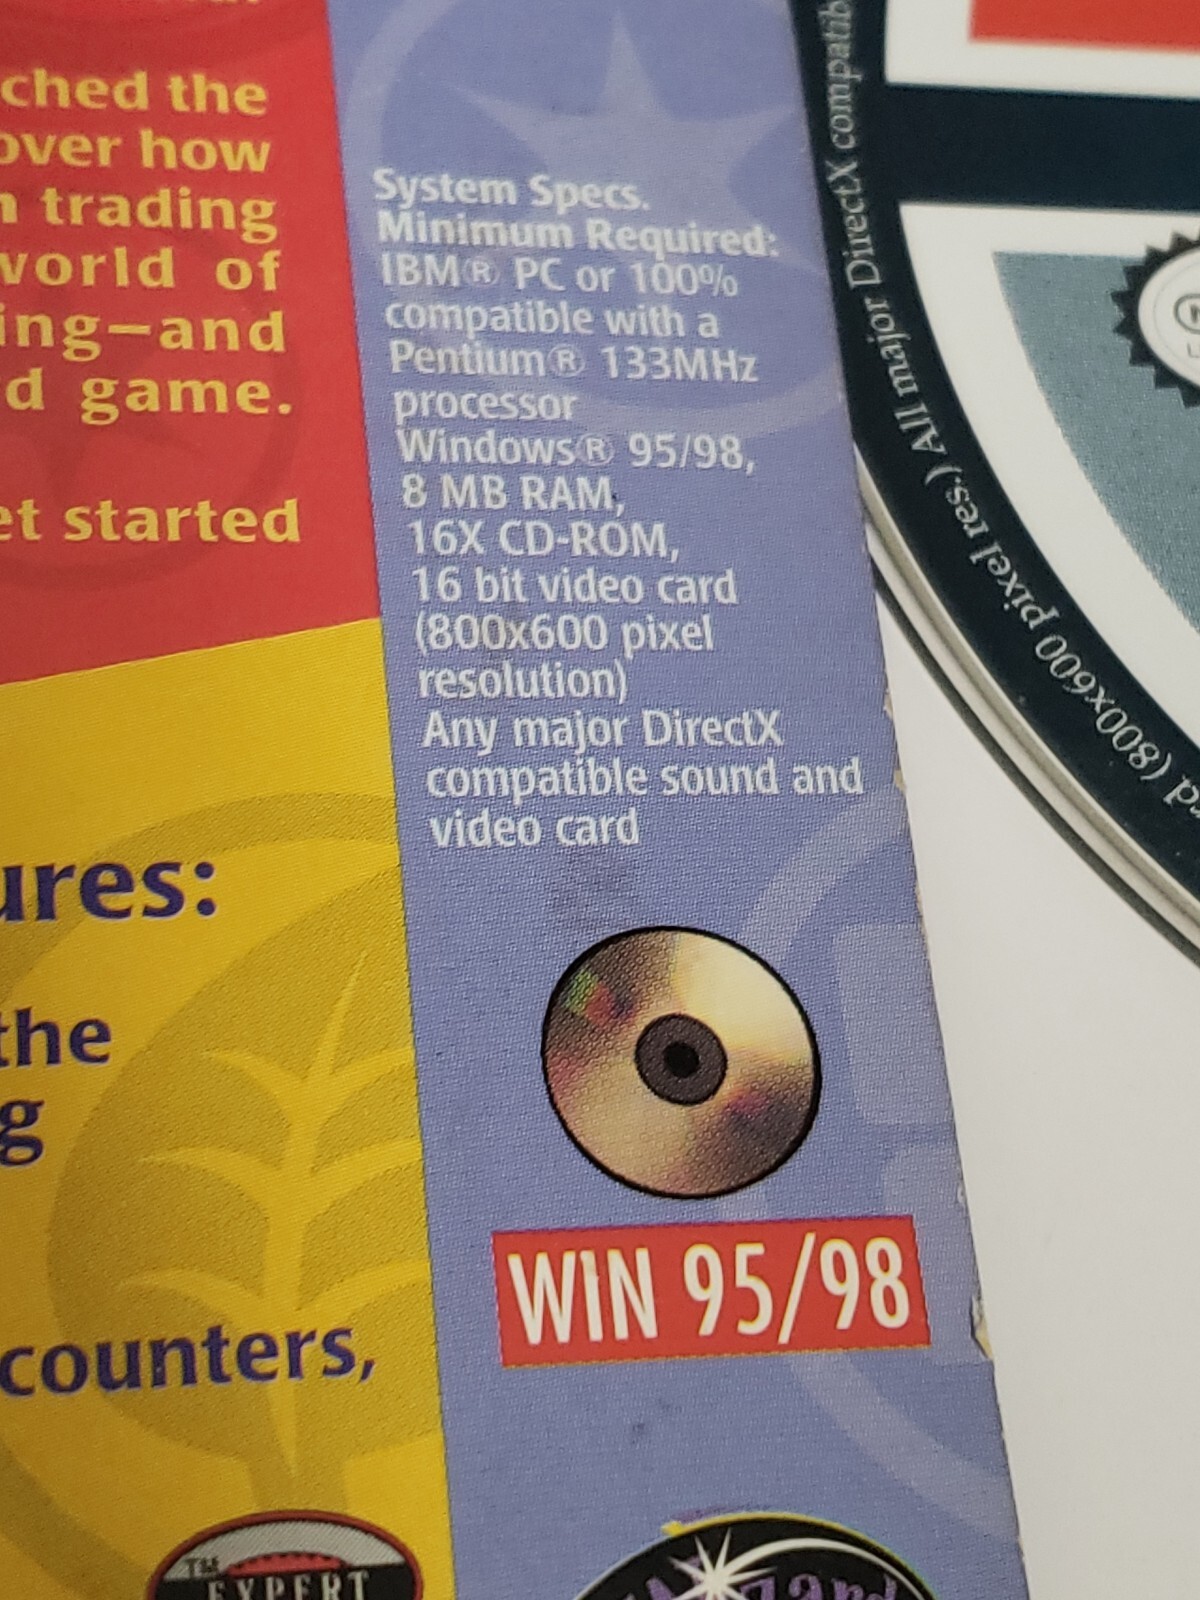 ched the
over how
trading
world of
ing—and
d game.
et started
ures:
the
g
counters,
System Specs.
Minimum Required:
IBM® PC or 100%
compatible with a
Pentium® 133MHz
processor
Windows® 95/98,
8 MB RAM,
16X CD-ROM,
16 bit video card
(800x600 pixel
resolution)
Any major DirectX
compatible sound and
video card
WIN 95/98
TM
EXPERT
rd (800x600 pixel res.) All major DirectX compatib